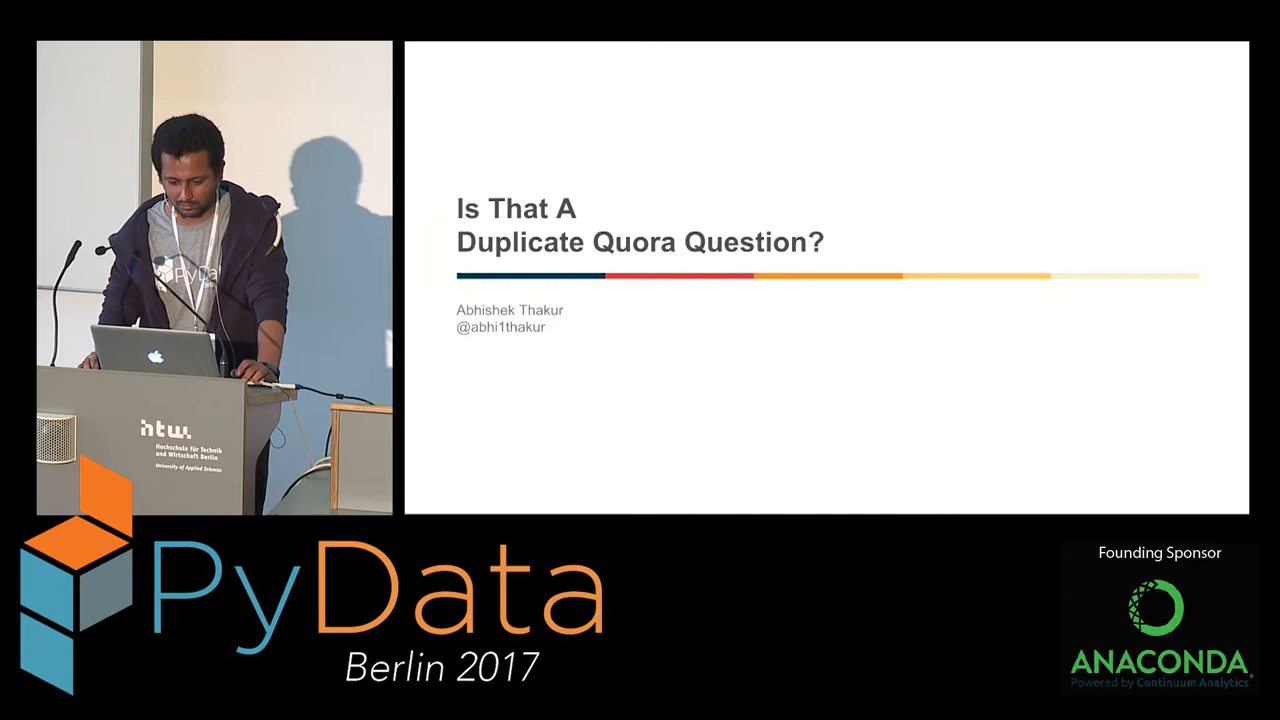 PyData
htw.
Hochschule für Technik
und Wirtschaft Berlin
University of Applied Sciences
Is That A
Duplicate Quora Question?
Abhishek Thakur
@abhi1thakur
PyData
Berlin 2017
Founding Sponsor
ANACONDA
Powered by Continuum Analytics